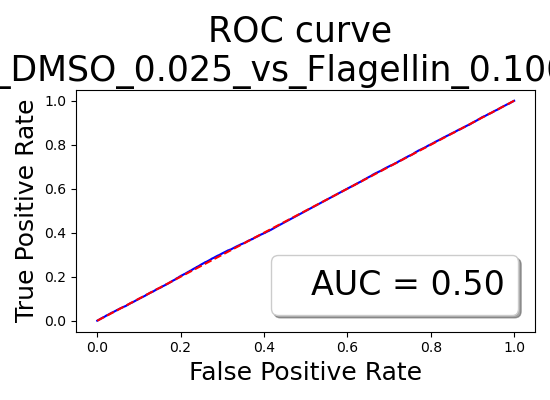 ROC curve
_DMSO_0.025_vs_Flagellin_0.100
True Positive Rate
1.0
0.8
0.6
0.4
0.2
0.0
AUC = 0.50
0.0 0.2 0.4 0.6 0.8 1.0
False Positive Rate